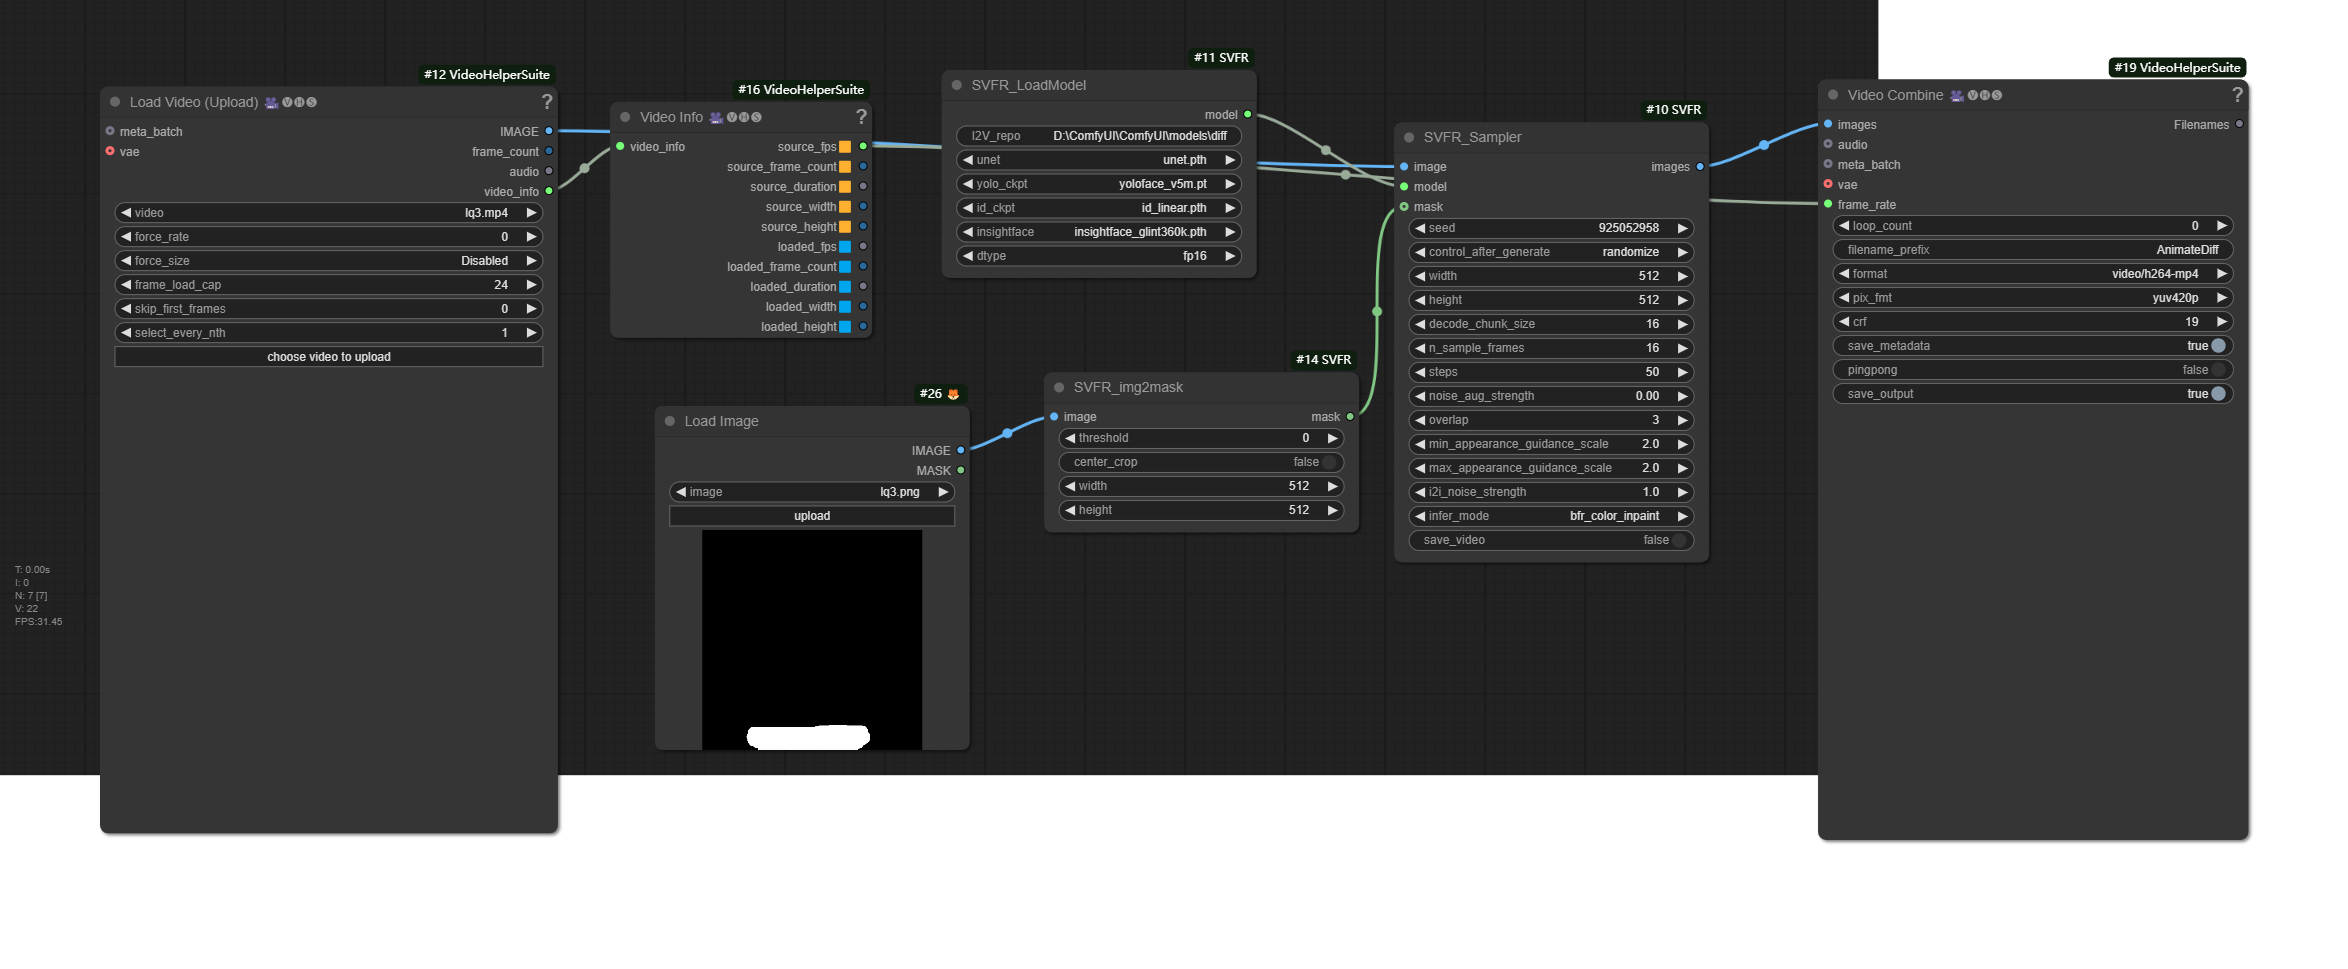 #12 VideoHelperSuite
Load Video (Upload) 🎥🅥🅗🅢 ?
meta_batch IMAGE
vae frame_count
audio
video_info
video lq3.mp4
force_rate 0
force_size Disabled
frame_load_cap 24
skip_first_frames 0
select_every_nth 1
choose video to upload
#16 VideoHelperSuite
Video Info 🎥🅥🅗🅢 ?
video_info source_fps
source_frame_count
source_duration
source_width
source_height
loaded_fps
loaded_frame_count
loaded_duration
loaded_width
loaded_height
#11 SVFR
SVFR_LoadModel
model
I2V_repo D:\ComfyUI\ComfyUI\models\diff
unet unet.pth
yolo_ckpt yoloface_v5m.pt
id_ckpt id_linear.pth
insightface insightface_glint360k.pth
dtype fp16
#26 🦊
Load Image
IMAGE
MASK
image lq3.png
upload
#14 SVFR
SVFR_img2mask
image mask
threshold 0
center_crop false
width 512
height 512
#10 SVFR
SVFR_Sampler
image images
model
mask
seed 925052958
control_after_generate randomize
width 512
height 512
decode_chunk_size 16
n_sample_frames 16
steps 50
noise_aug_strength 0.00
overlap 3
min_appearance_guidance_scale 2.0
max_appearance_guidance_scale 2.0
i2i_noise_strength 1.0
infer_mode bfr_color_inpaint
save_video false
#19 VideoHelperSuite
Video Combine 🎥🅥🅗🅢 ?
images Filenames
audio
meta_batch
vae
frame_rate
loop_count 0
filename_prefix AnimateDiff
format video/h264-mp4
pix_fmt yuv420p
crf 19
save_metadata true
pingpong false
save_output true
T: 0.00s
I: 0
N: 7 [7]
V: 22
FPS:31.45